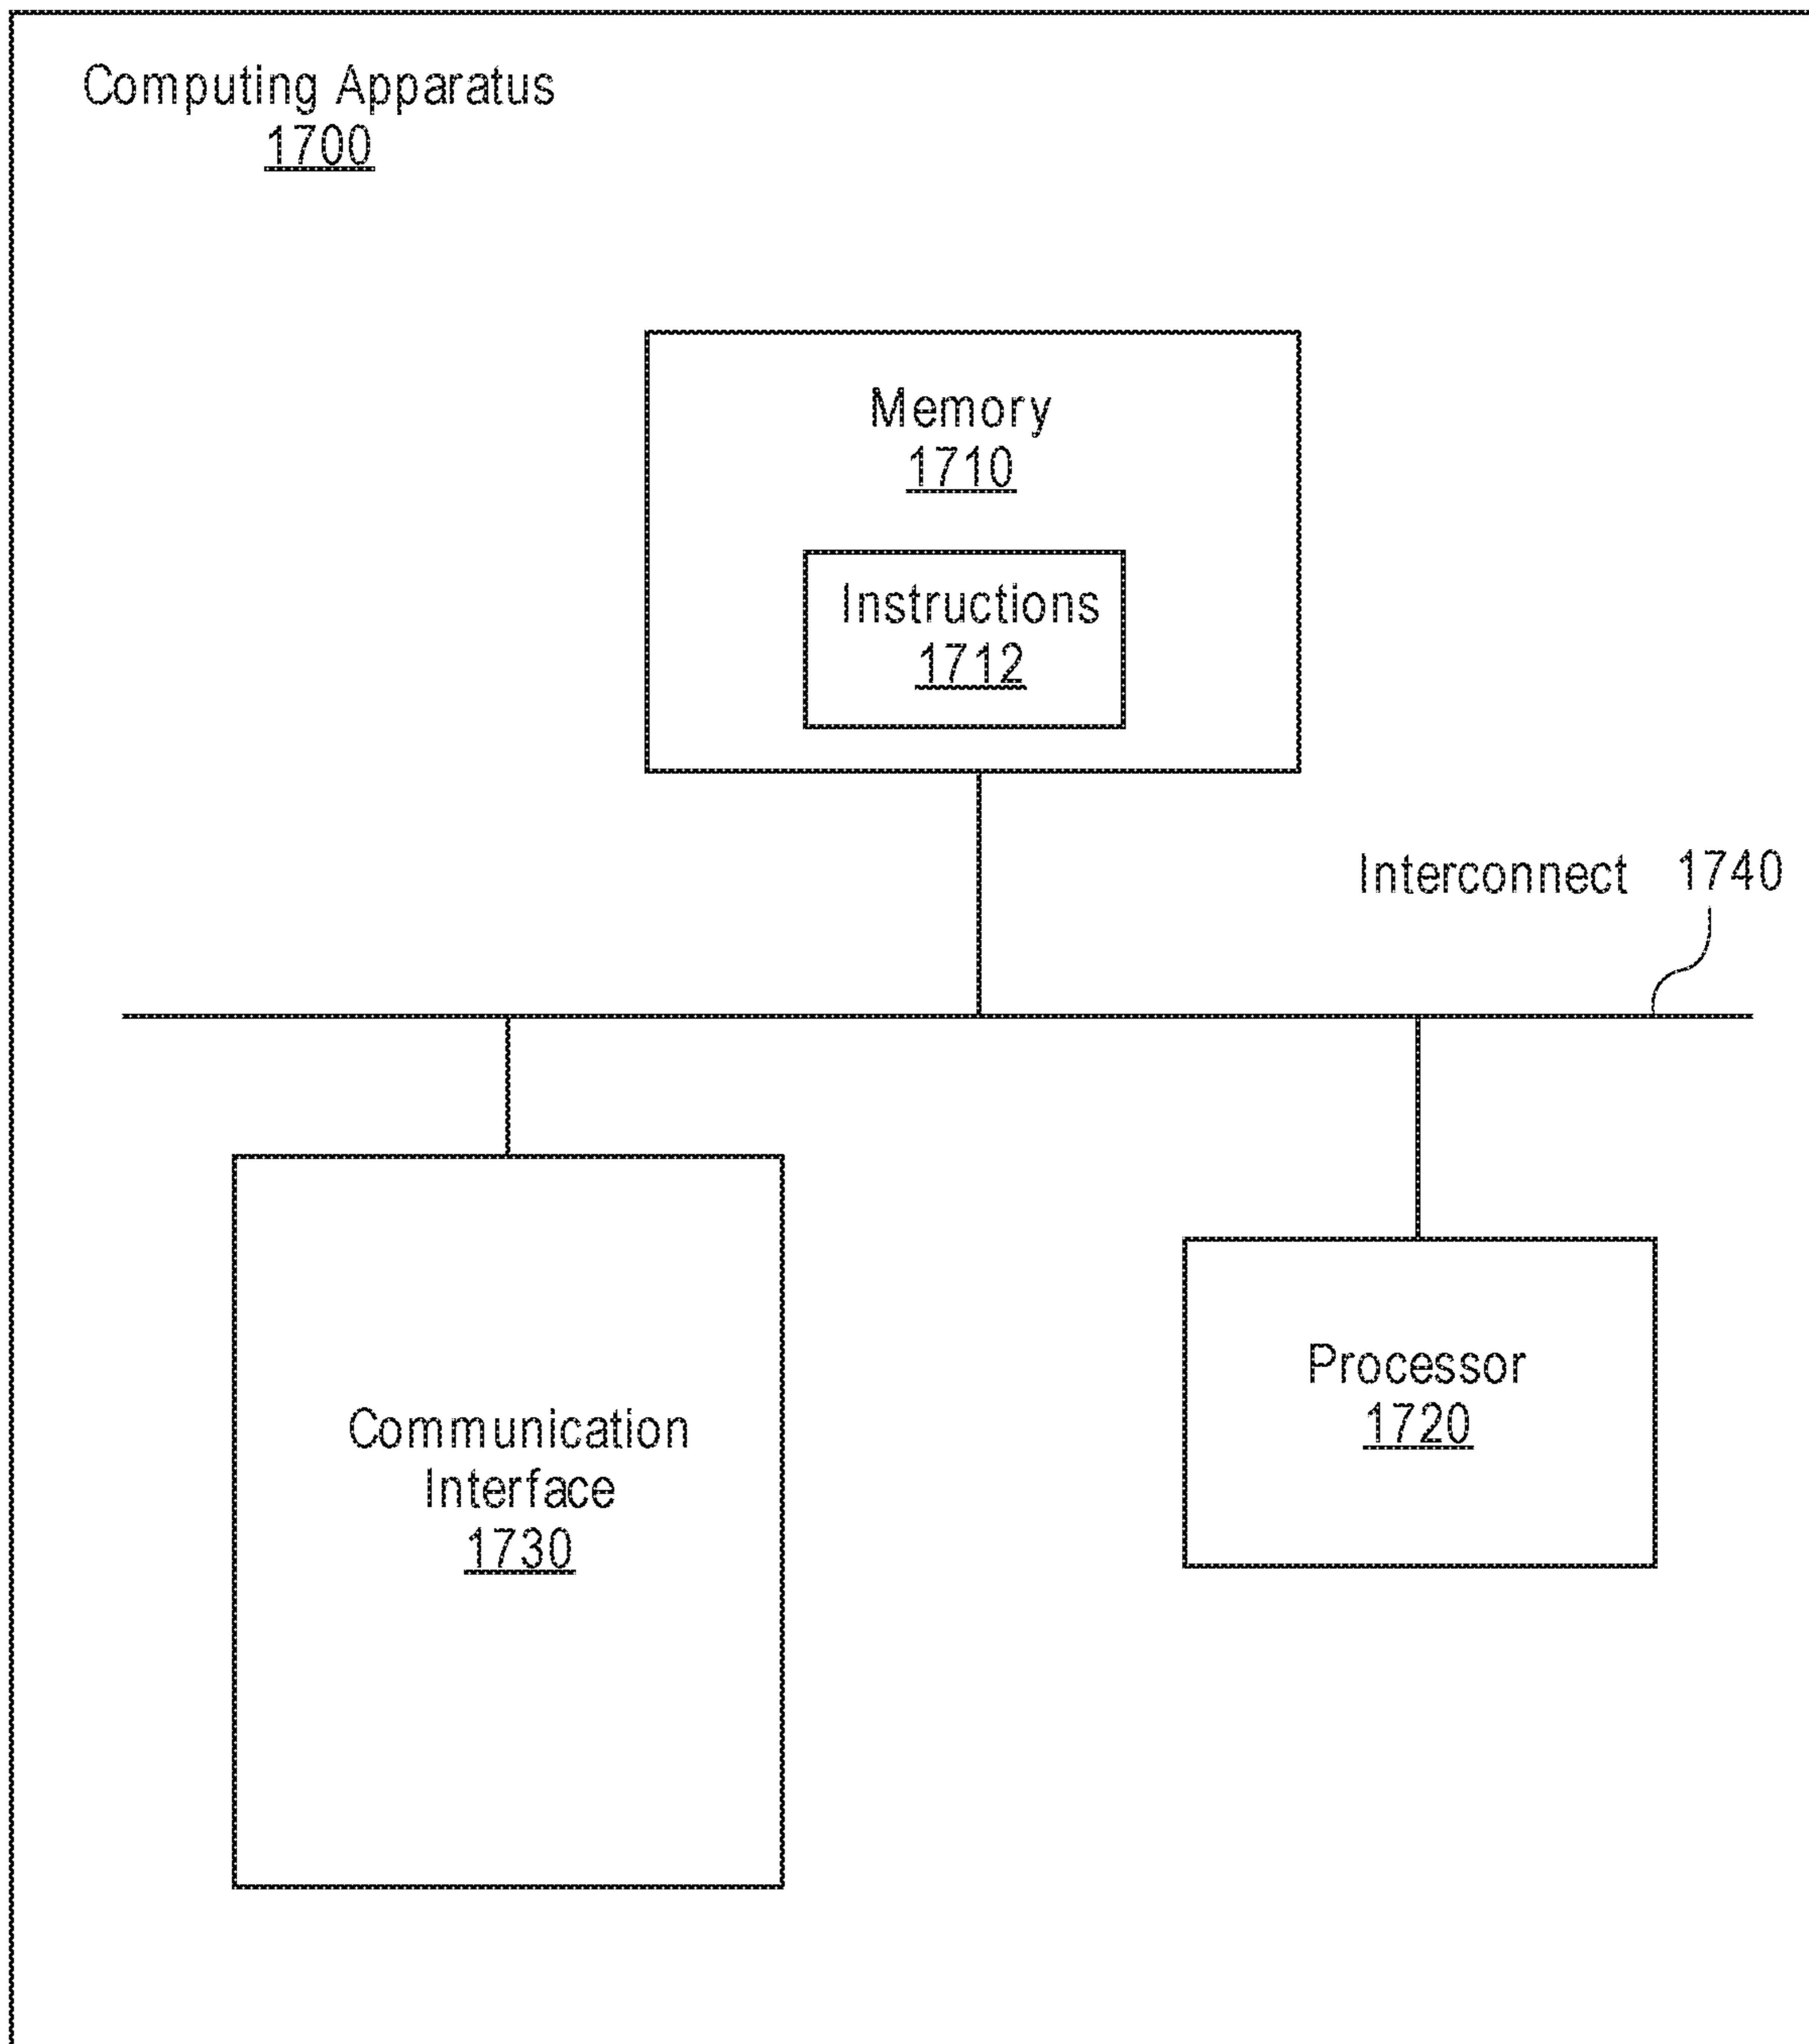 Computing Apparatus
1700
Memory
1710
Instructions
1712
Interconnect 1740
Communication
Interface
1730
Processor
1720